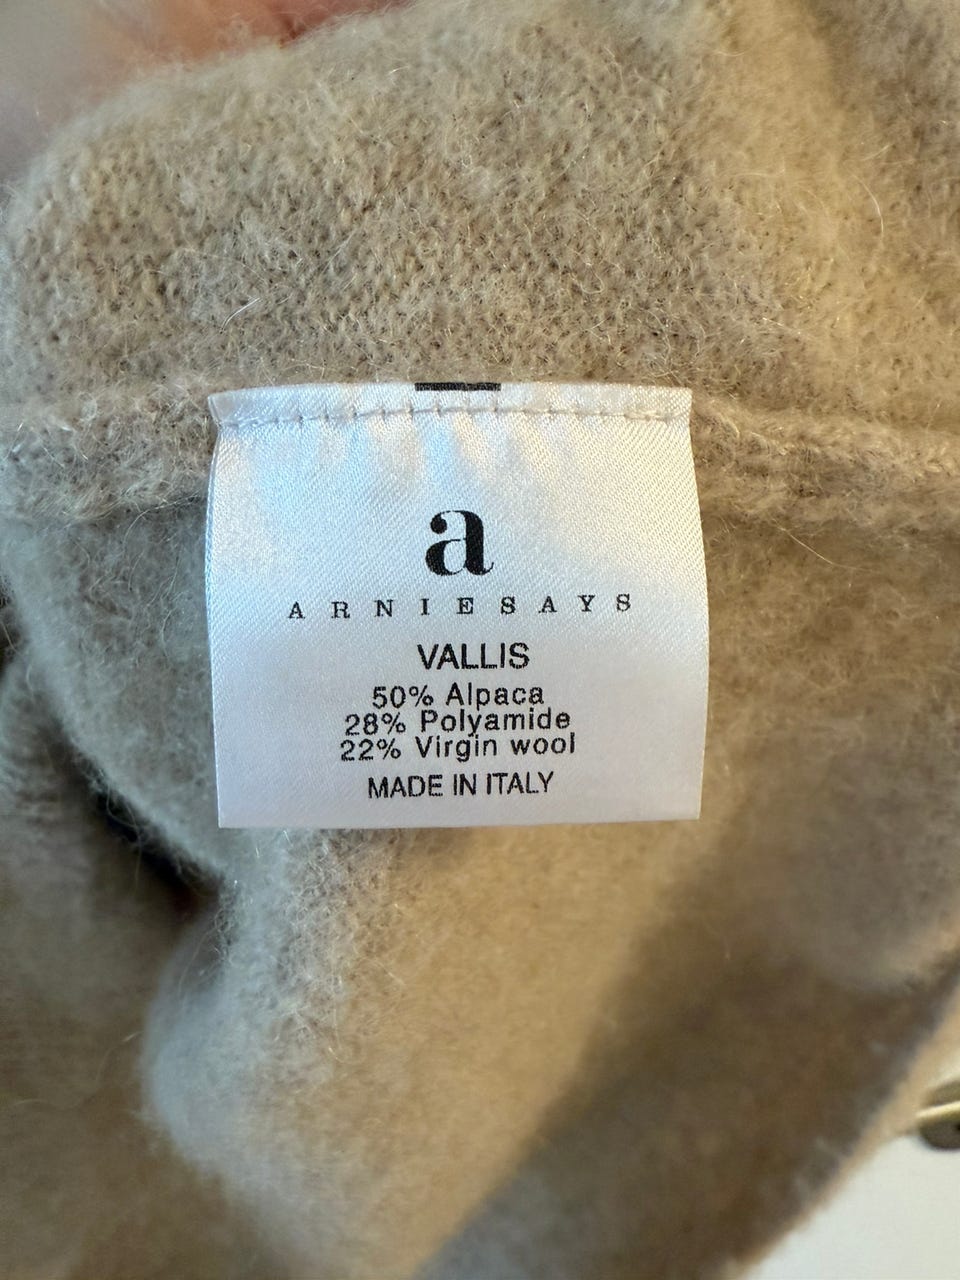 a
ARNIESAYS
VALLIS
50% Alpaca
28% Polyamide
22% Virgin wool
MADE IN ITALY